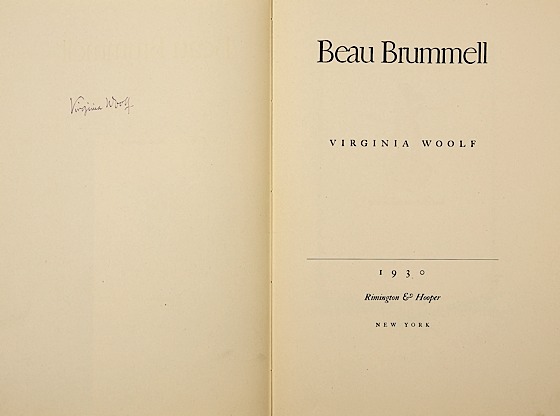 Virginia Woolf
Beau Brummell
VIRGINIA WOOLF
1930
Rimington & Hooper
NEW YORK